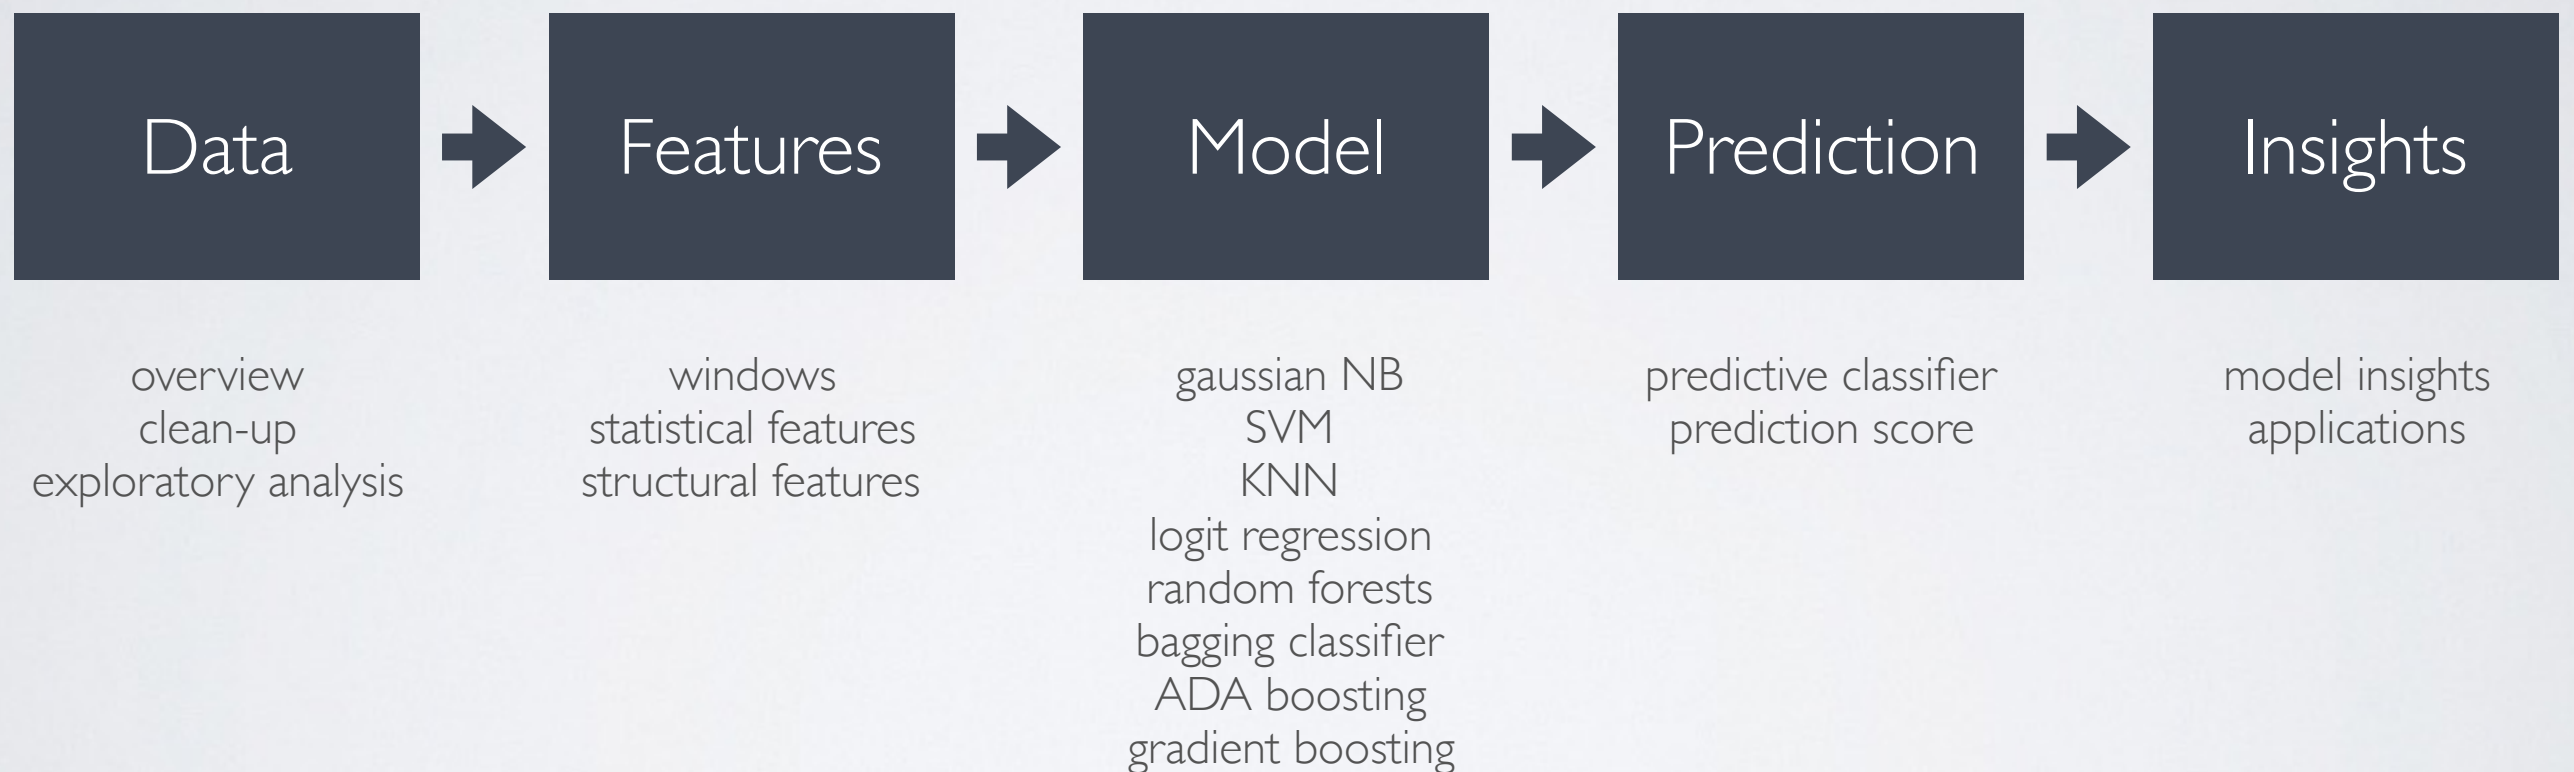 Data
Features
Model
Prediction
Insights
overview
clean-up
exploratory analysis
windows
statistical features
structural features
gaussian NB
SVM
KNN
logit regression
random forests
bagging classifier
ADA boosting
gradient boosting
predictive classifier
prediction score
model insights
applications